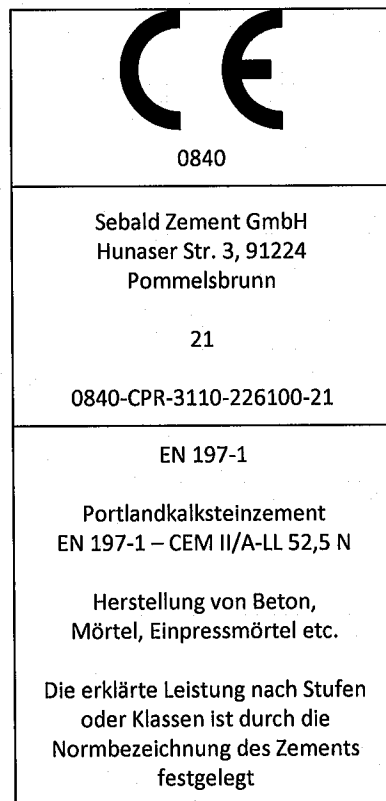 CE
0840
Sebald Zement GmbH
Hunaser Str. 3, 91224
Pommelsbrunn
21
0840-CPR-3110-226100-21
EN 197-1
Portlandkalksteinzement
EN 197-1 – CEM II/A-LL 52,5 N
Herstellung von Beton,
Mörtel, Einpressmörtel etc.
Die erklärte Leistung nach Stufen
oder Klassen ist durch die
Normbezeichnung des Zements
festgelegt